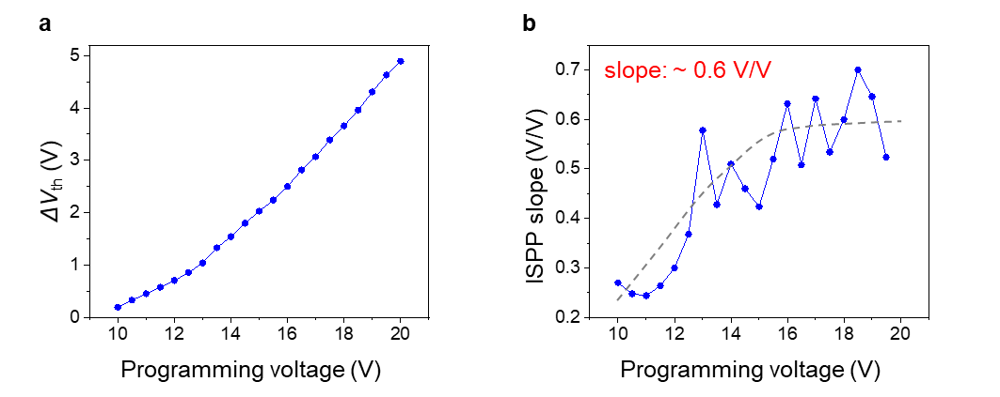 a
5
4
3
2
1
0
ΔVth (V)
10 12 14 16 18 20
Programming voltage (V)
b
slope: ~ 0.6 V/V
0.7
0.6
0.5
0.4
0.3
0.2
ISPP slope (V/V)
10 12 14 16 18 20
Programming voltage (V)